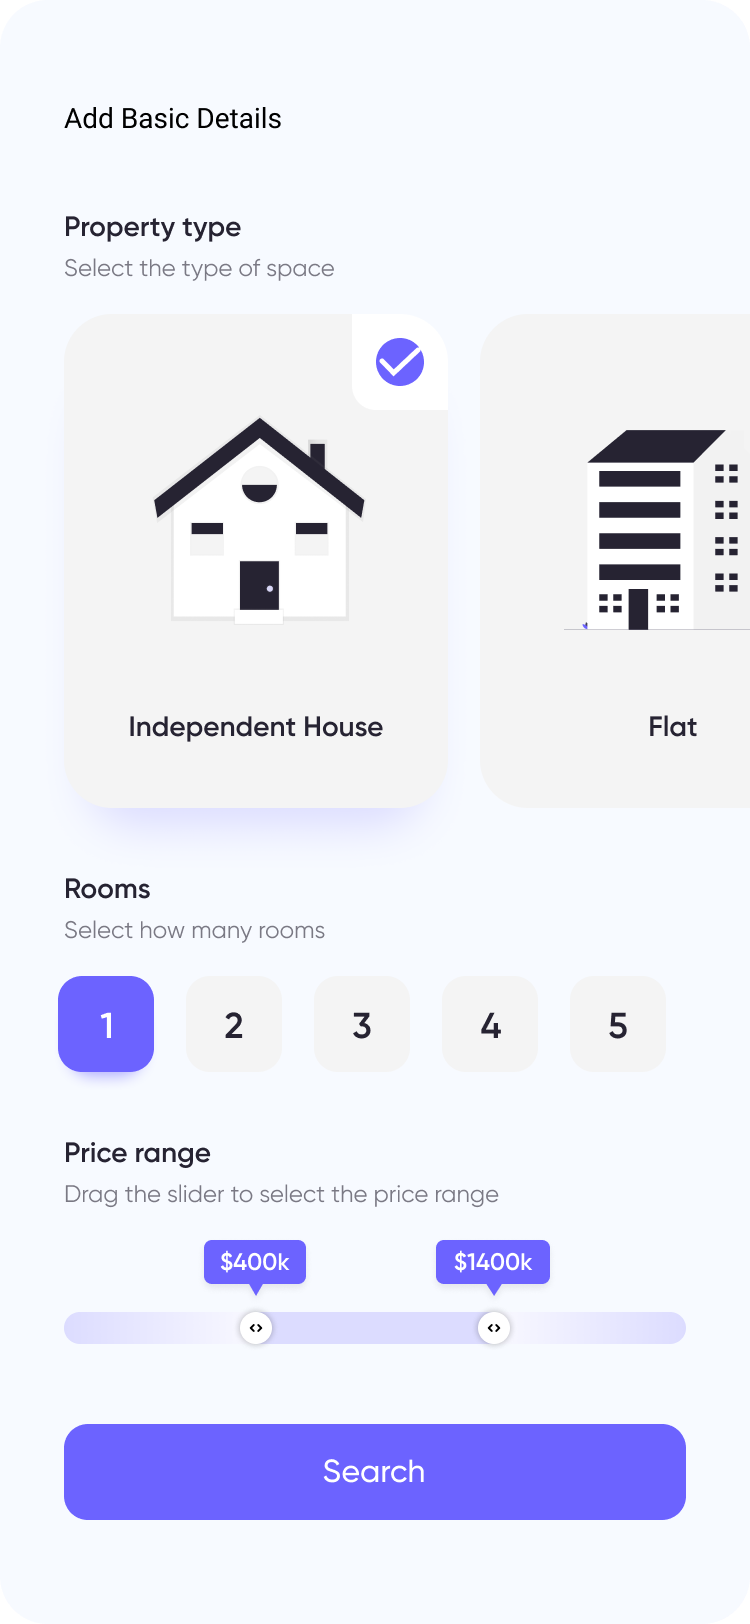 Add Basic Details
Property type
Select the type of space
Independent House
Flat
Rooms
Select how many rooms
1 2 3 4 5
Price range
Drag the slider to select the price range
$400k $1400k
Search